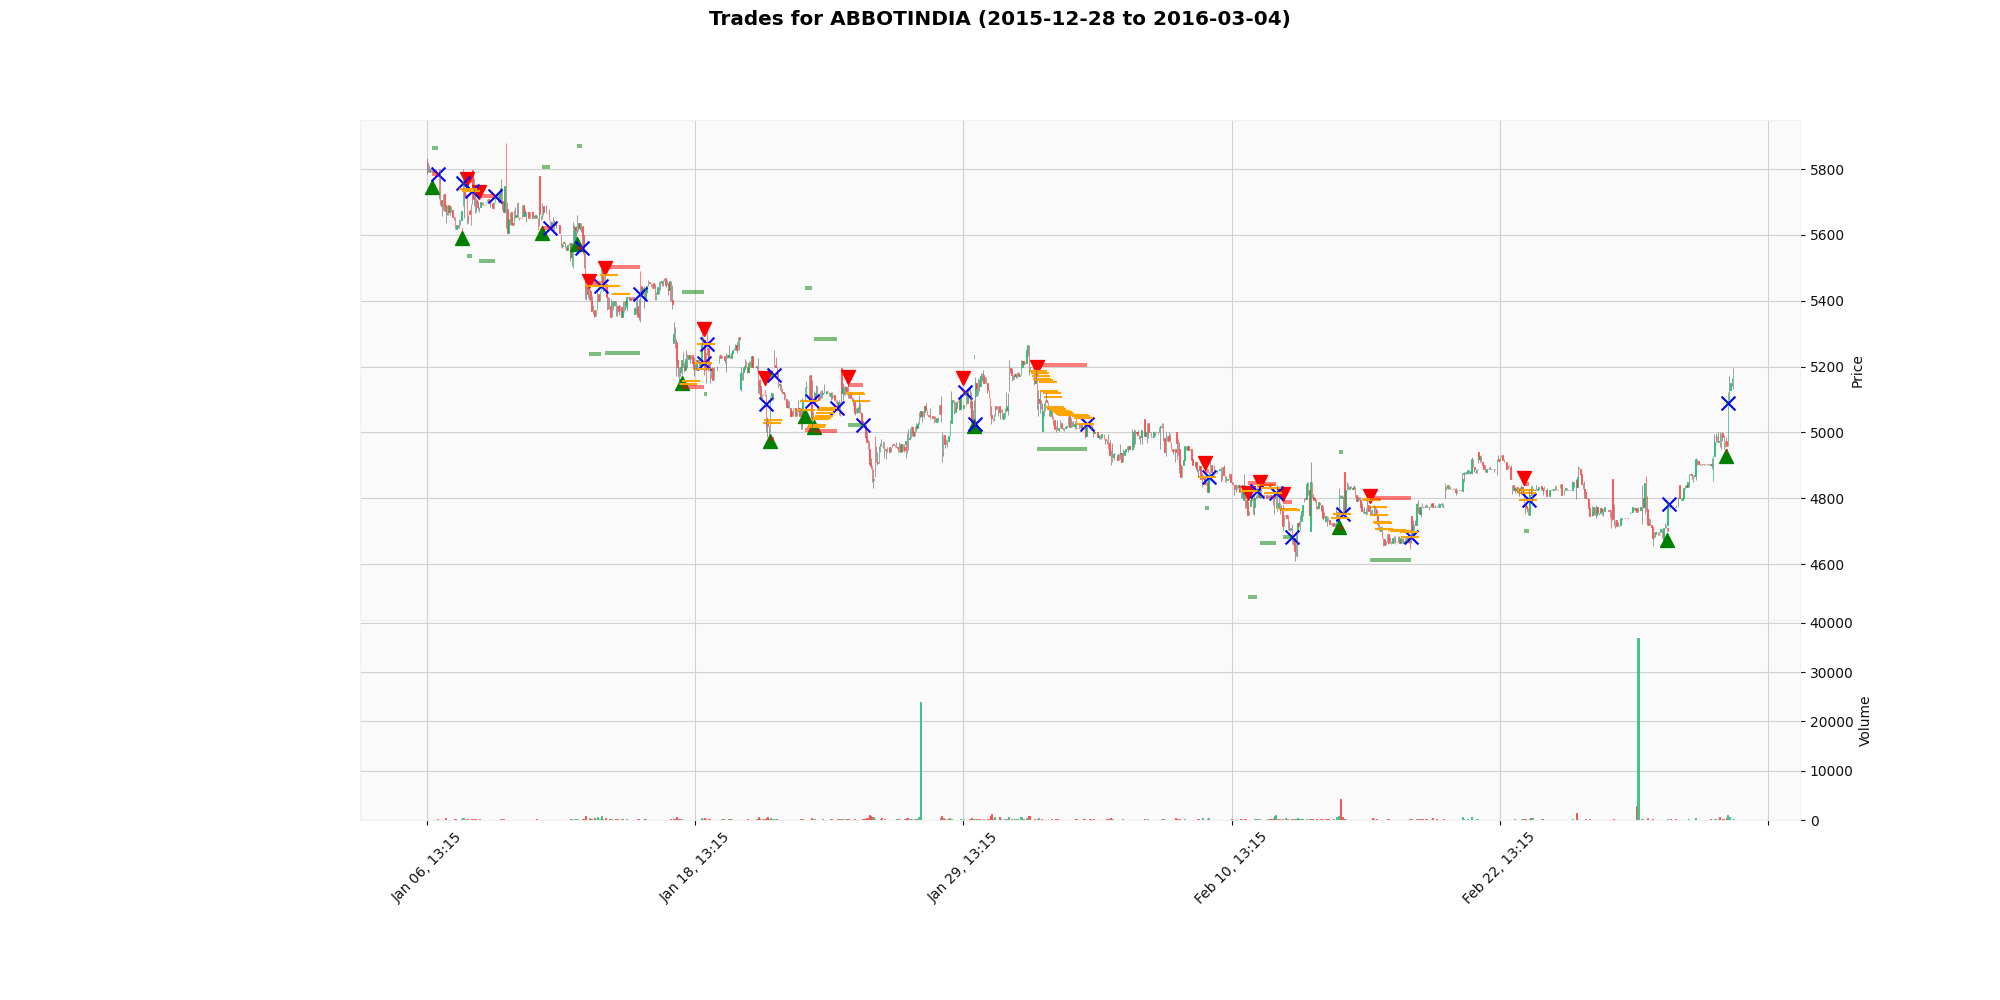 Trades for ABBOTINDIA (2015-12-28 to 2016-03-04)
5800
5600
5400
5200
5000
4800
4600
Price
40000
30000
20000
10000
0
Volume
Jan 06, 13:15
Jan 18, 13:15
Jan 29, 13:15
Feb 10, 13:15
Feb 22, 13:15